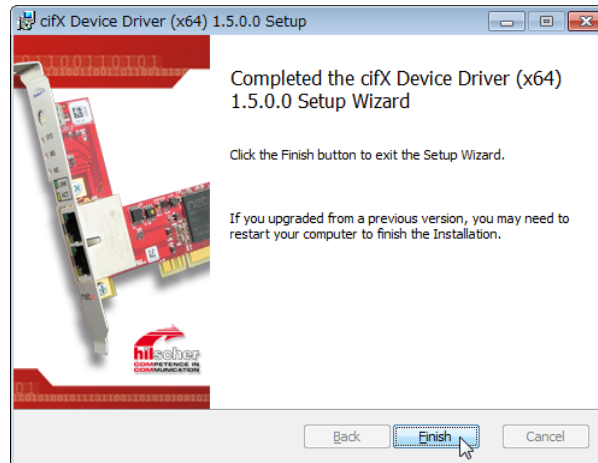 cifX Device Driver (x64) 1.5.0.0 Setup
Completed the cifX Device Driver (x64)
1.5.0.0 Setup Wizard
Click the Finish button to exit the Setup Wizard.
If you upgraded from a previous version, you may need to
restart your computer to finish the Installation.
hilscher
COMPETENCE IN
COMMUNICATION
Back
Finish
Cancel